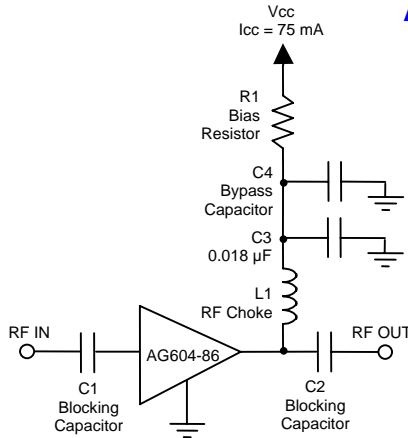 Vcc
Icc = 75 mA
R1
Bias
Resistor
C4
Bypass
Capacitor
C3
0.018 µF
L1
RF Choke
RF IN
AG604-86
RF OUT
C1
Blocking
Capacitor
C2
Blocking
Capacitor